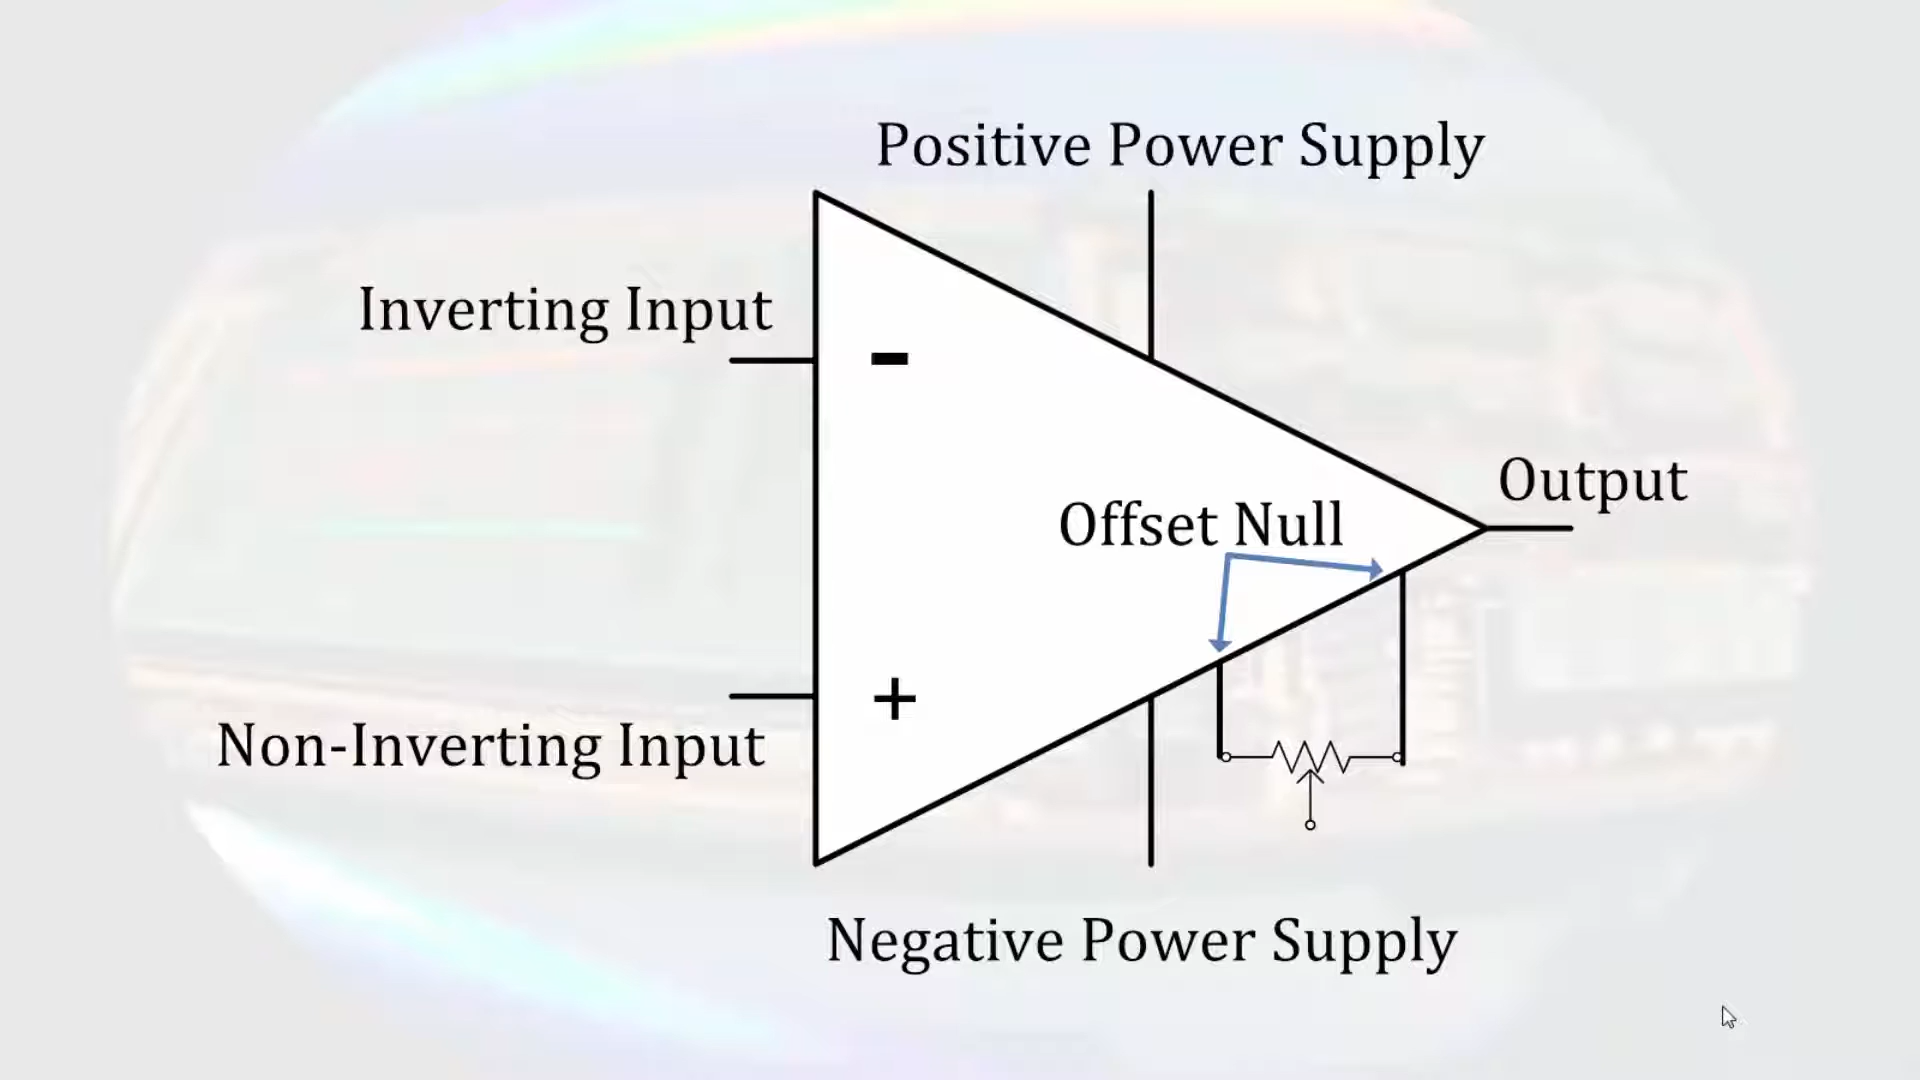 Positive Power Supply
Inverting Input
-
Output
Offset Null
+
Non-Inverting Input
Negative Power Supply